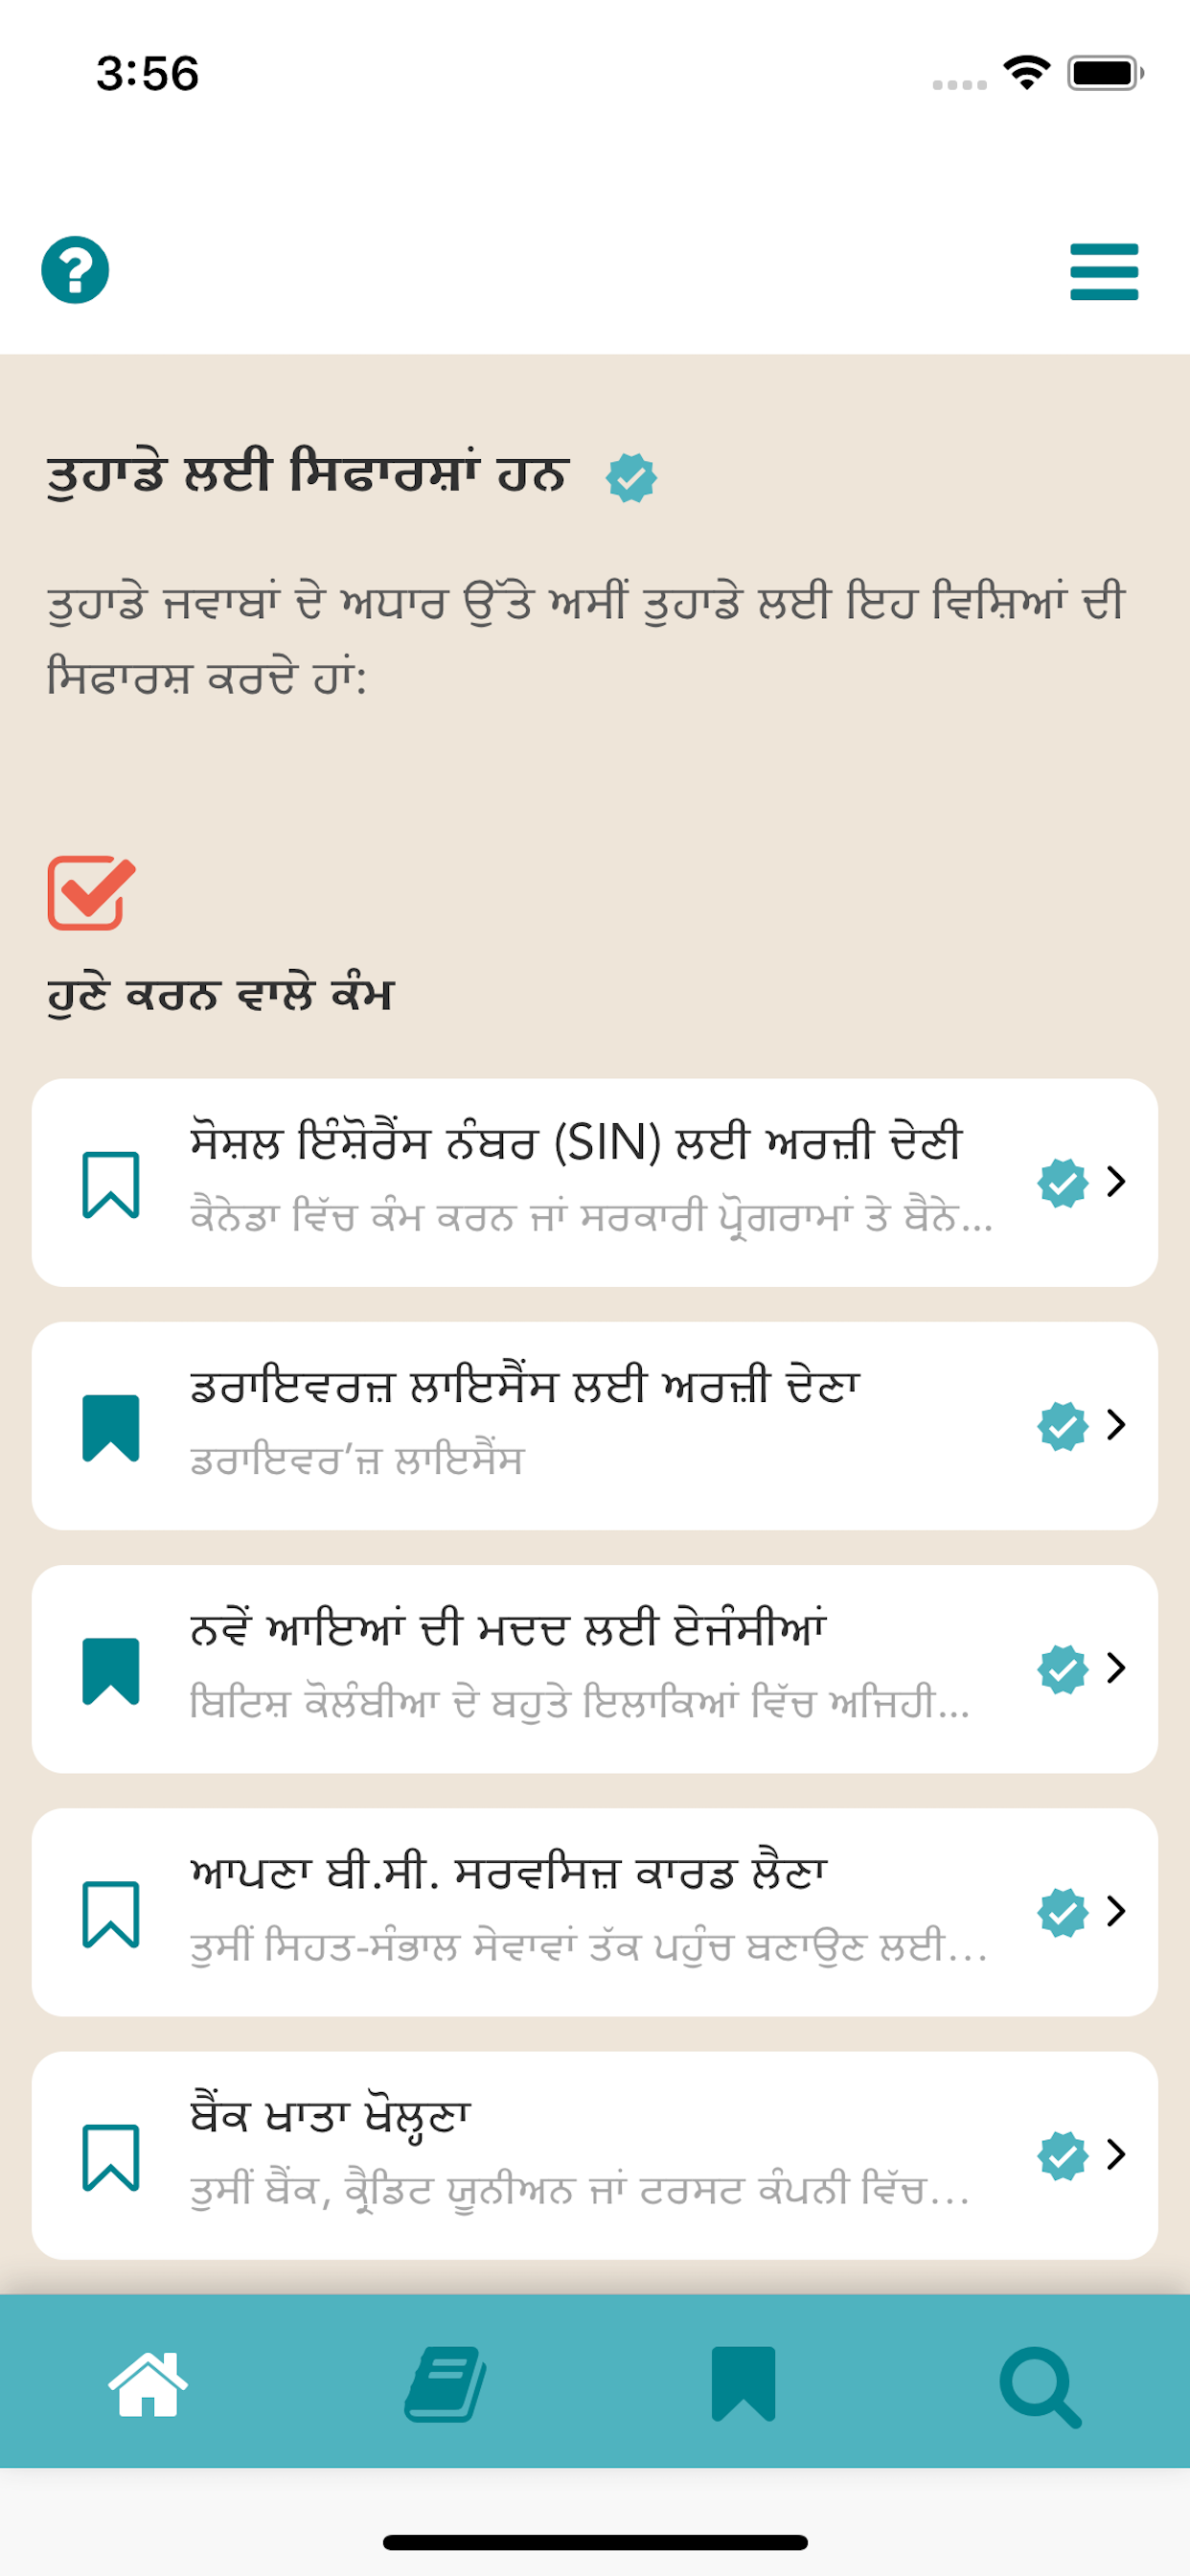 3:56
ਤੁਹਾਡੇ ਲਈ ਸਿਫਾਰਸ਼ਾਂ ਹਨ
ਤੁਹਾਡੇ ਜਵਾਬਾਂ ਦੇ ਅਧਾਰ ਉੱਤੇ ਅਸੀਂ ਤੁਹਾਡੇ ਲਈ ਇਹ ਵਿਸ਼ਿਆਂ ਦੀ
ਸਿਫਾਰਸ਼ ਕਰਦੇ ਹਾਂ:
ਹੁਣੇ ਕਰਨ ਵਾਲੇ ਕੰਮ
ਸੋਸ਼ਲ ਇੰਸ਼ੋਰੈਂਸ ਨੰਬਰ (SIN) ਲਈ ਅਰਜ਼ੀ ਦੇਣੀ
ਕੈਨੇਡਾ ਵਿੱਚ ਕੰਮ ਕਰਨ ਜਾਂ ਸਰਕਾਰੀ ਪ੍ਰੋਗਰਾਮਾਂ ਤੇ ਬੈਨੇ...
ਡਰਾਇਵਰਜ਼ ਲਾਇਸੈਂਸ ਲਈ ਅਰਜ਼ੀ ਦੇਣਾ
ਡਰਾਇਵਰ’ਜ਼ ਲਾਇਸੈਂਸ
ਨਵੇਂ ਆਇਆਂ ਦੀ ਮਦਦ ਲਈ ਏਜੰਸੀਆਂ
ਬਿਟਿਸ਼ ਕੋਲੰਬੀਆ ਦੇ ਬਹੁਤੇ ਇਲਾਕਿਆਂ ਵਿੱਚ ਅਜਿਹੀ...
ਆਪਣਾ ਬੀ.ਸੀ. ਸਰਵਸਿਜ਼ ਕਾਰਡ ਲੈਣਾ
ਤੁਸੀਂ ਸਿਹਤ-ਸੰਭਾਲ ਸੇਵਾਵਾਂ ਤੱਕ ਪਹੁੰਚ ਬਣਾਉਣ ਲਈ...
ਬੈਂਕ ਖਾਤਾ ਖੋਲ੍ਹਣਾ
ਤੁਸੀਂ ਬੈਂਕ, ਕ੍ਰੈਡਿਟ ਯੂਨੀਅਨ ਜਾਂ ਟਰਸਟ ਕੰਪਨੀ ਵਿੱਚ...